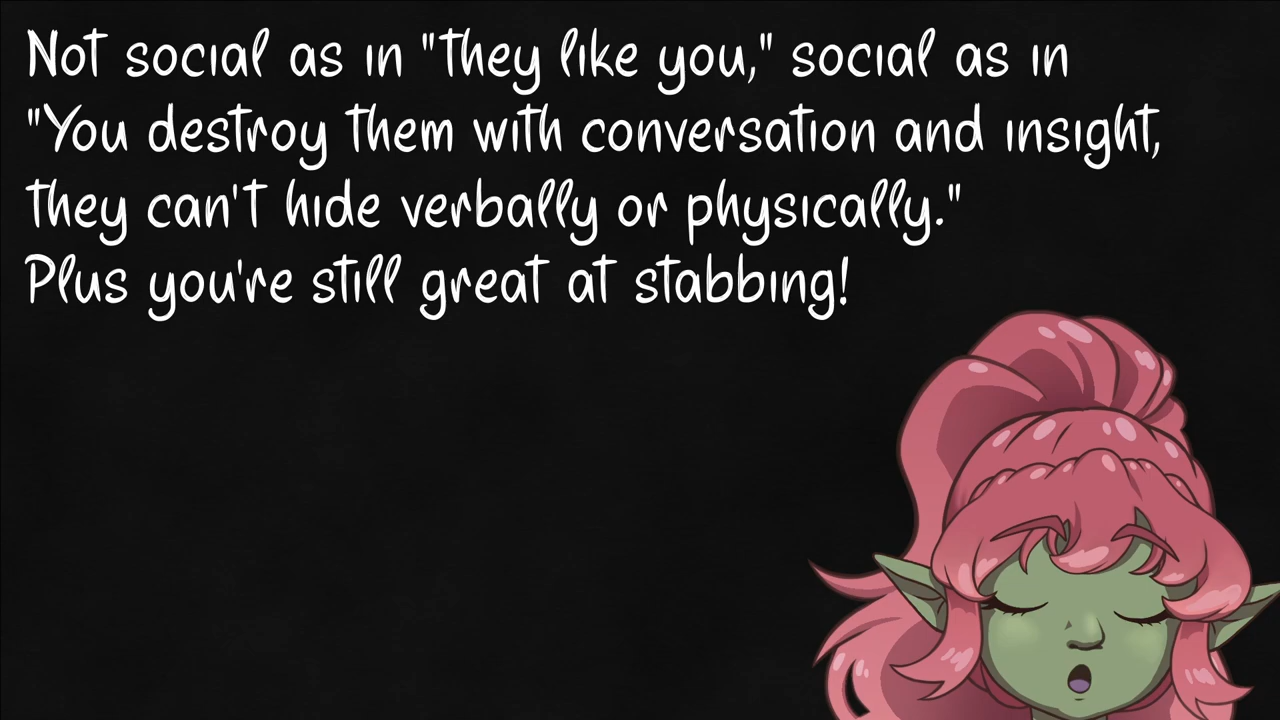 Not social as in "they like you," social as in
"You destroy them with conversation and insight,
they can't hide verbally or physically."
Plus you're still great at stabbing!